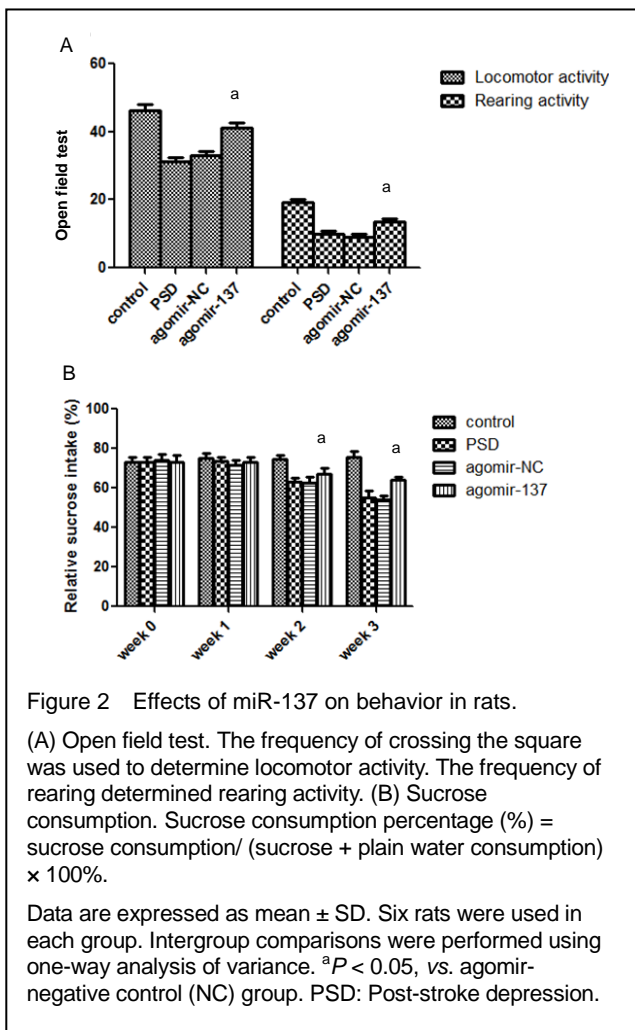 A
60
40
20
0
Open field test
a
a
Locomotor activity
Rearing activity
control
PSD
agomir-NC
agomir-137
control
PSD
agomir-NC
agomir-137
B
100
80
60
40
20
0
Relative sucrose intake (%)
a
a
control
PSD
agomir-NC
agomir-137
week 0
week 1
week 2
week 3
Figure 2 Effects of miR-137 on behavior in rats.
(A) Open field test. The frequency of crossing the square
was used to determine locomotor activity. The frequency of
rearing determined rearing activity. (B) Sucrose
consumption. Sucrose consumption percentage (%) =
sucrose consumption/ (sucrose + plain water consumption)
× 100%.
Data are expressed as mean ± SD. Six rats were used in
each group. Intergroup comparisons were performed using
one-way analysis of variance. aP < 0.05, vs. agomir-
negative control (NC) group. PSD: Post-stroke depression.